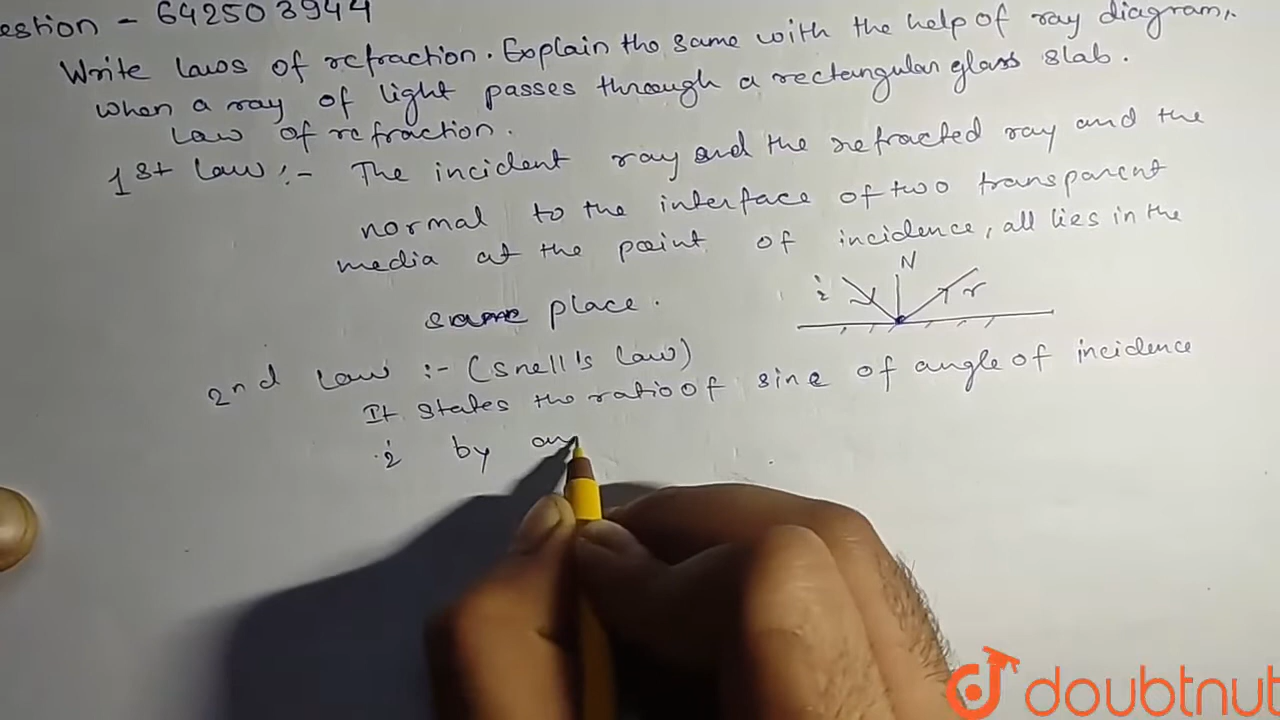 estion - 642503944
Write laws of refraction. Explain the same with the help of ray diagram,
when a ray of light passes through a rectangular glass slab.
Law of refraction.
1st law :- The incident ray and the refracted ray and the
normal to the interface of two transparent
media at the point of incidence, all lies in the
same place.
N
i r
2nd law :- (Snell's law)
It states the ratio of sine of angle of incidence
i by an
doubtnut